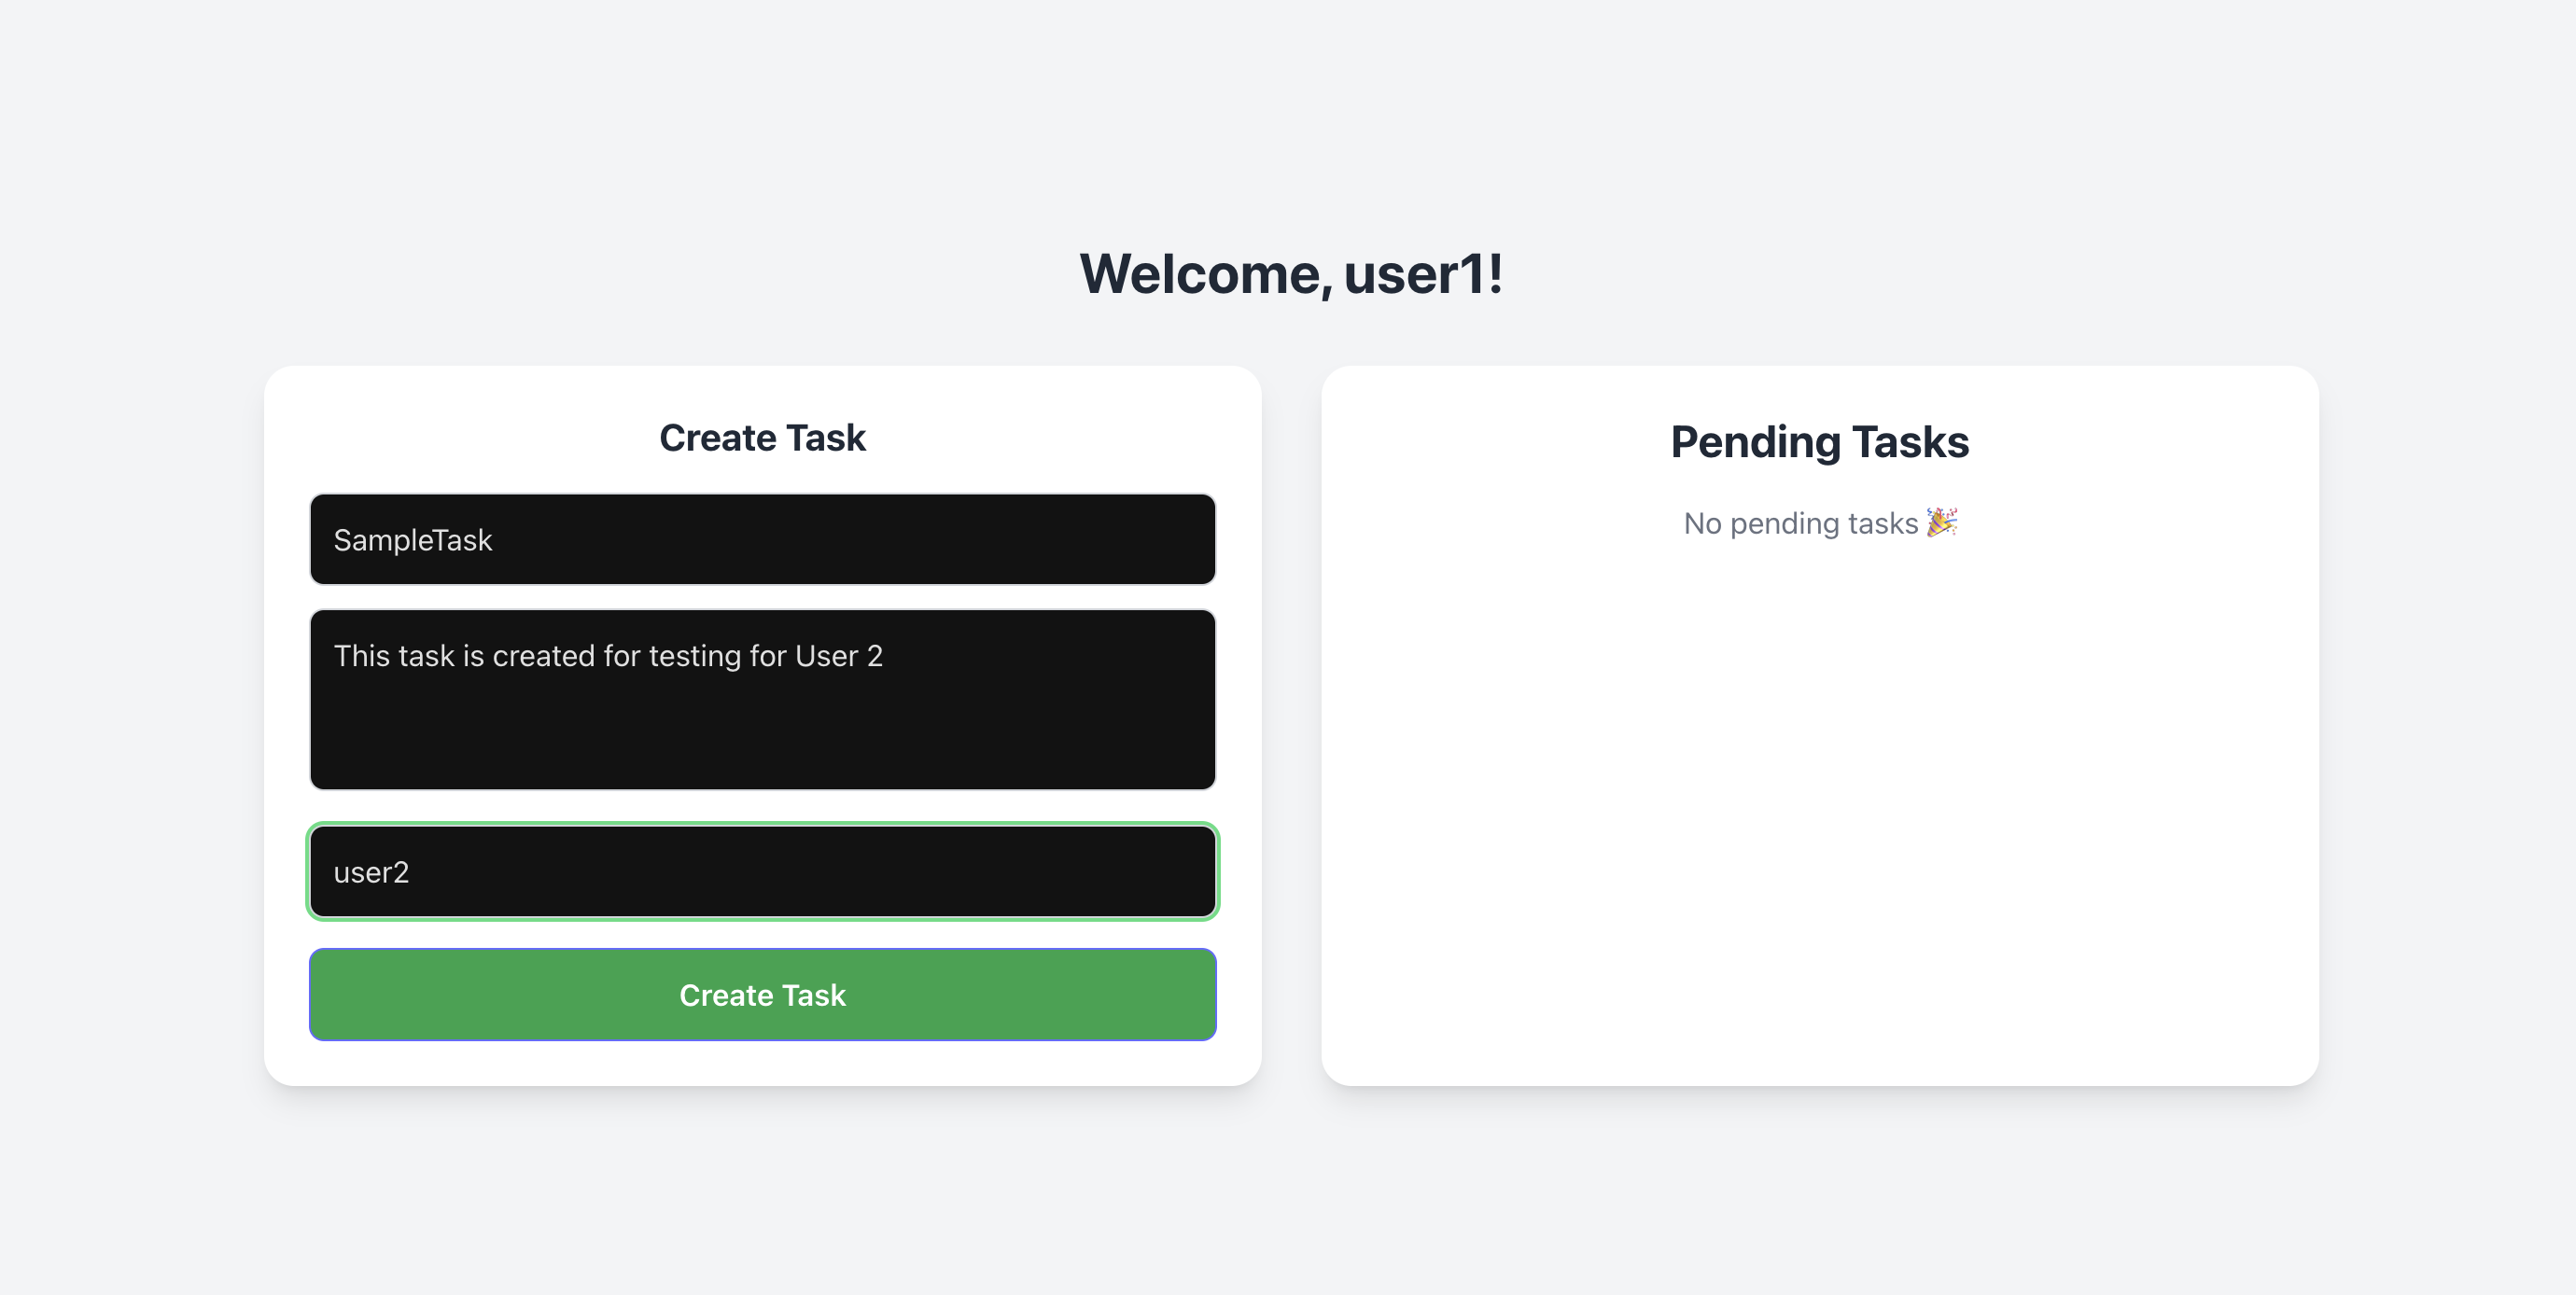 Welcome, user1!
Create Task
SampleTask
This task is created for testing for User 2
user2
Create Task
Pending Tasks
No pending tasks 🎉